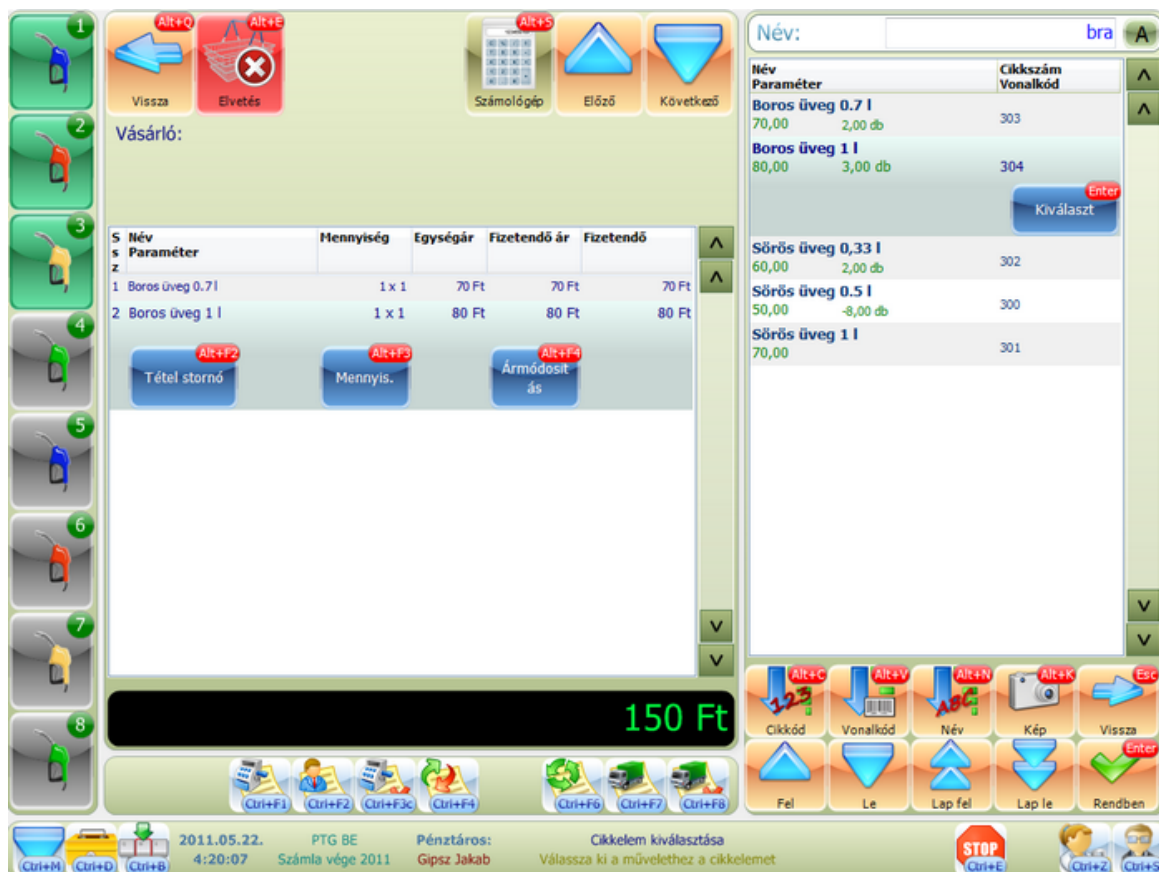 1
2
3
4
5
6
7
8
Alt+Q
Vissza
Alt+E
Elvetés
Alt+S
Számológép
Előző
Következő
Vásárló:
S
s
z
Név
Paraméter
Mennyiség
Egységár
Fizetendő ár
Fizetendő
1 Boros üveg 0.7 l 1 x 1 70 Ft 70 Ft 70 Ft
2 Boros üveg 1 l 1 x 1 80 Ft 80 Ft 80 Ft
Alt+F2
Tétel stornó
Alt+F3
Mennyis.
Alt+F4
Ármódosít
ás
150 Ft
Ctrl+F1
Ctrl+F2
Ctrl+F3c
Ctrl+F4
Ctrl+F6
Ctrl+F7
Ctrl+F8
Név: bra A
Név Cikkszám
Paraméter Vonalkód
Boros üveg 0.7 l
70,00 2,00 db 303
Boros üveg 1 l
80,00 3,00 db 304
Enter
Kiválaszt
Sörös üveg 0,33 l
60,00 2,00 db 302
Sörös üveg 0.5 l
50,00 -8,00 db 300
Sörös üveg 1 l
70,00 301
Alt+C
123
Cikkód
Alt+V
Vonalkód
Alt+N
ABC
Név
Alt+K
Kép
Esc
Vissza
Fel
Le
Lap fel
Lap le
Enter
Rendben
Ctrl+M
Ctrl+D
Ctrl+B
2011.05.22. PTG BE Pénztáros: Cikkelem kiválasztása
4:20:07 Számla vége 2011 Gipsz Jakab Válassza ki a művelethez a cikkelemet
STOP
Ctrl+E
Ctrl+Z
Ctrl+S